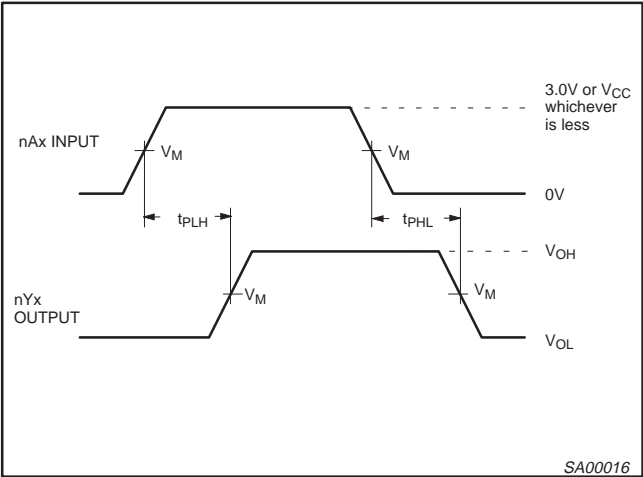 3.0V or VCC
whichever
is less
nAx INPUT
VM
VM
0V
tPLH
tPHL
VOH
nYx
OUTPUT
VM
VM
VOL
SA00016